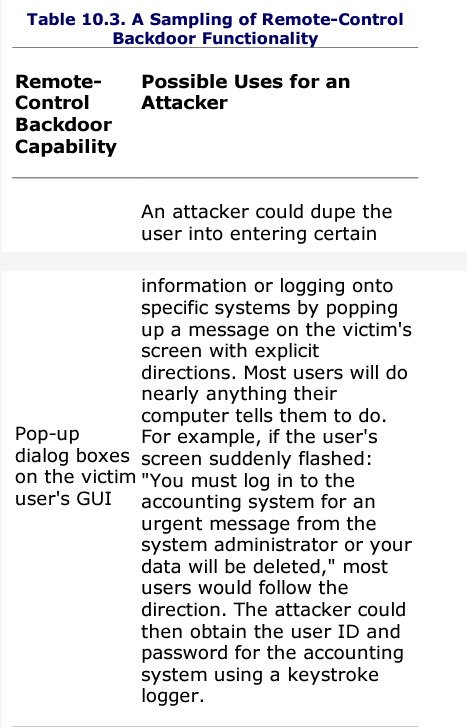 Table 10.3. A Sampling of Remote-Control
Backdoor Functionality
Remote-
Control
Backdoor
Capability
Possible Uses for an
Attacker
An attacker could dupe the
user into entering certain
information or logging onto
specific systems by popping
up a message on the victim's
screen with explicit
directions. Most users will do
nearly anything their
computer tells them to do.
For example, if the user's
screen suddenly flashed:
"You must log in to the
accounting system for an
urgent message from the
system administrator or your
data will be deleted," most
users would follow the
direction. The attacker could
then obtain the user ID and
password for the accounting
system using a keystroke
logger.
Pop-up
dialog boxes
on the victim
user's GUI